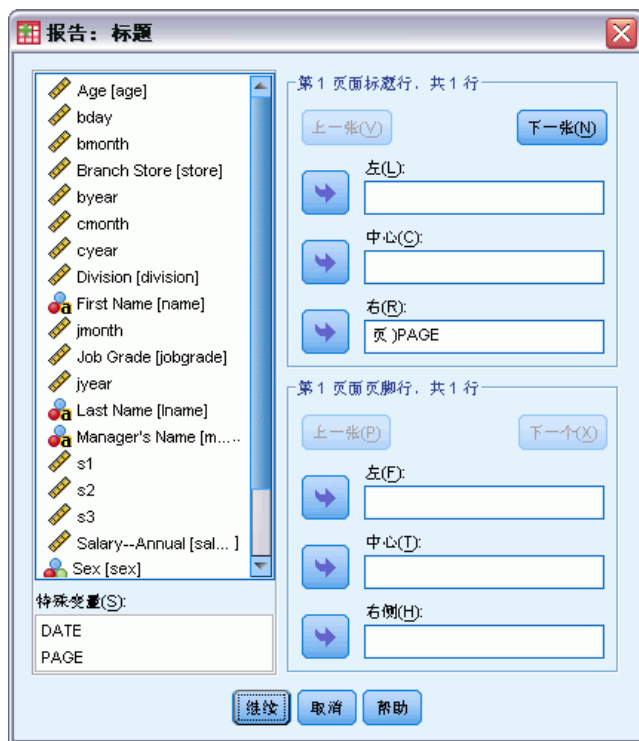 报告：标题
Age [age]
bday
bmonth
Branch Store [store]
byear
cmonth
cyear
Division [division]
First Name [name]
jmonth
Job Grade [jobgrade]
jyear
Last Name [lname]
Manager's Name [m.....
s1
s2
s3
Salary--Annual [sal... ]
Sex [sex]
特殊变量(S):
DATE
PAGE
第 1 页面标题行，共 1 行
上一张(V)
下一张(N)
左(L):
中心(C):
右(R):
页 )PAGE
第 1 页面页脚行，共 1 行
上一张(P)
下一个(X)
左(F):
中心(T):
右侧(H):
继续
取消
帮助